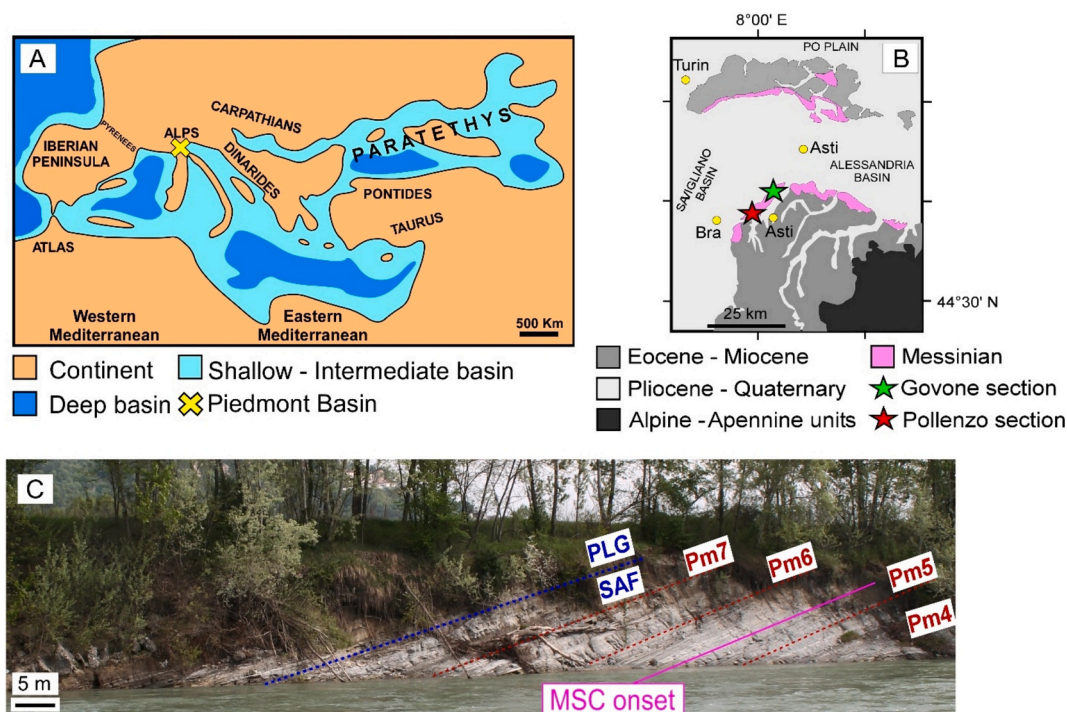 A
CARPATHIANS
PYRENEES
ALPS
PARATETHYS
IBERIAN
PENINSULA
DINARIDES
PONTIDES
TAURUS
ATLAS
Western
Mediterranean
Eastern
Mediterranean
500 Km
Continent
Shallow - Intermediate basin
Deep basin
Piedmont Basin
8°00' E
B
PO PLAIN
Turin
Asti
SAVIGLIANO
BASIN
ALESSANDRIA
BASIN
Bra
Asti
44°30' N
25 km
Eocene - Miocene
Messinian
Pliocene - Quaternary
Govone section
Alpine - Apennine units
Pollenzo section
C
PLG
SAF
Pm7
Pm6
Pm5
Pm4
5 m
MSC onset